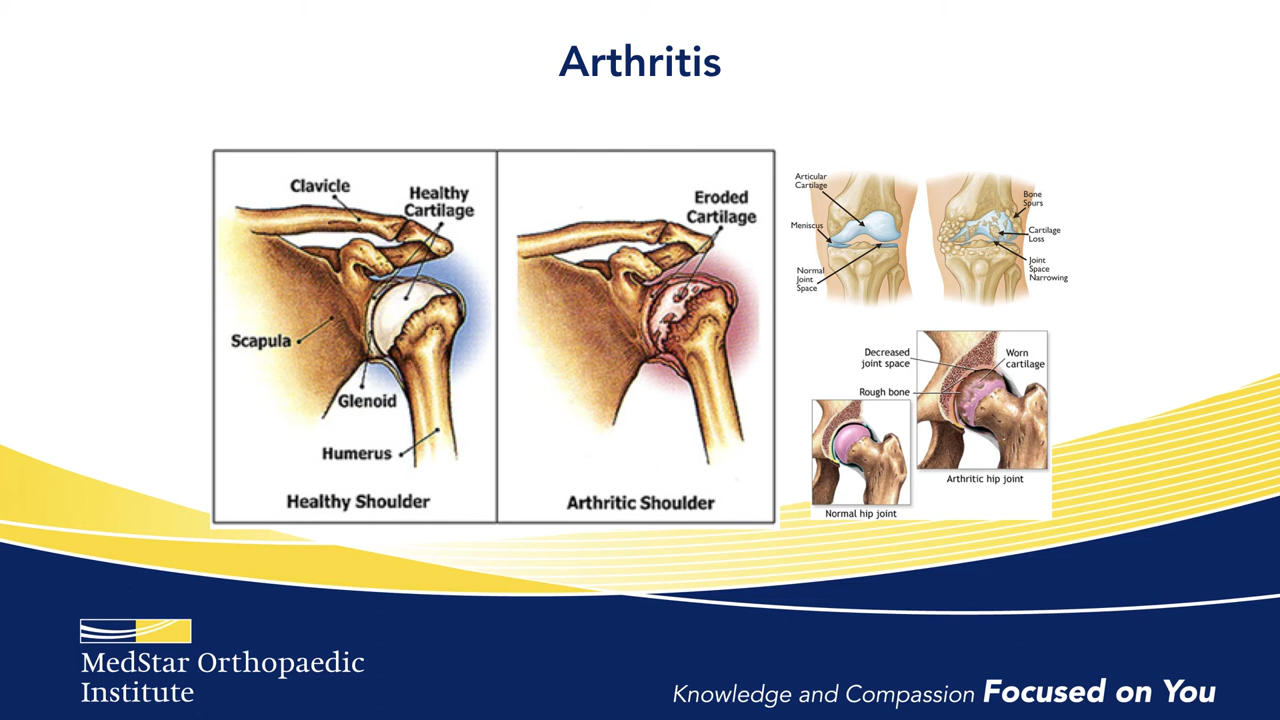 Arthritis
Clavicle
Healthy
Cartilage
Scapula
Glenoid
Humerus
Healthy Shoulder
Eroded
Cartilage
Arthritic Shoulder
Articular
Cartilage
Meniscus
Normal
Joint
Space
Bone
Spurs
Cartilage
Loss
Joint
Space
Narrowing
Decreased
joint space
Worn
cartilage
Rough bone
Arthritic hip joint
Normal hip joint
MedStar Orthopaedic
Institute
Knowledge and Compassion Focused on You